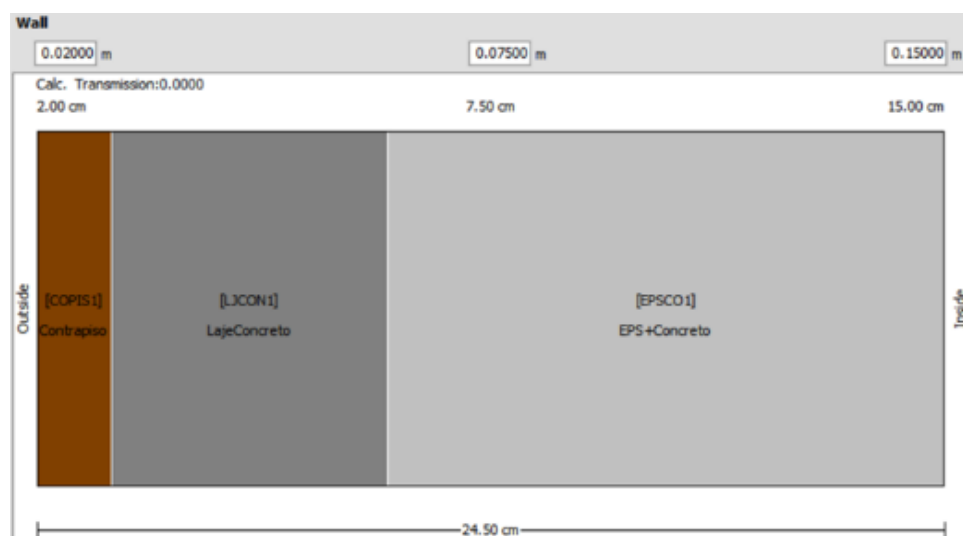 Wall
0.02000 m
0.07500 m
0.15000 m
Calc. Transmission:0.0000
2.00 cm
7.50 cm
15.00 cm
Outside
[COPIS1]
Contrapiso
[LJCON1]
LajeConcreto
[EPSCO1]
EPS+Concreto
Inside
24.50 cm